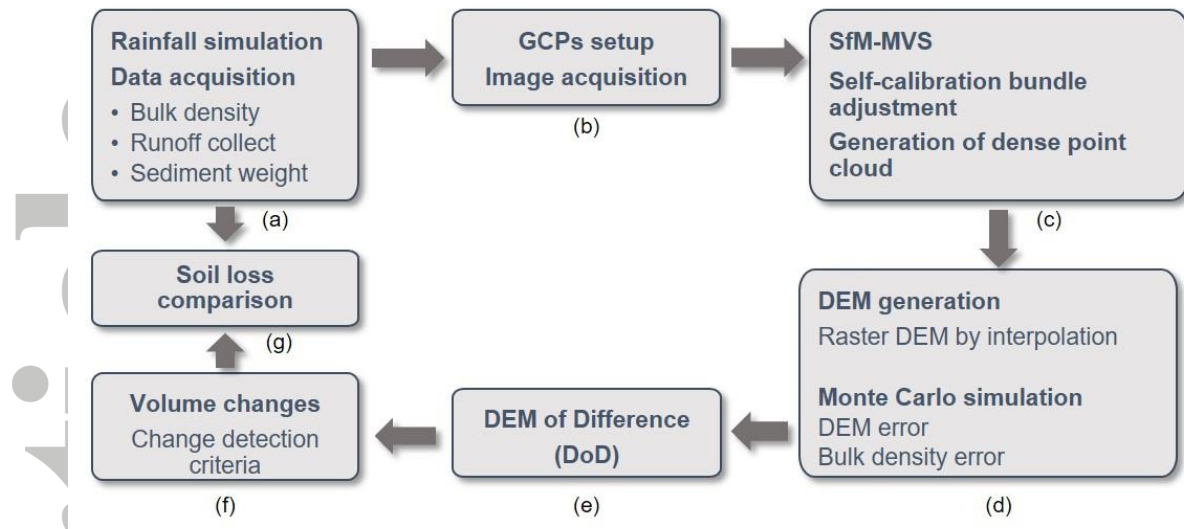 Rainfall simulation
Data acquisition
• Bulk density
• Runoff collect
• Sediment weight
(a)
GCPs setup
Image acquisition
(b)
SfM-MVS
Self-calibration bundle
adjustment
Generation of dense point
cloud
(c)
DEM generation
Raster DEM by interpolation
Monte Carlo simulation
DEM error
Bulk density error
(d)
DEM of Difference
(DoD)
(e)
Volume changes
Change detection
criteria
(f)
Soil loss
comparison
(g)